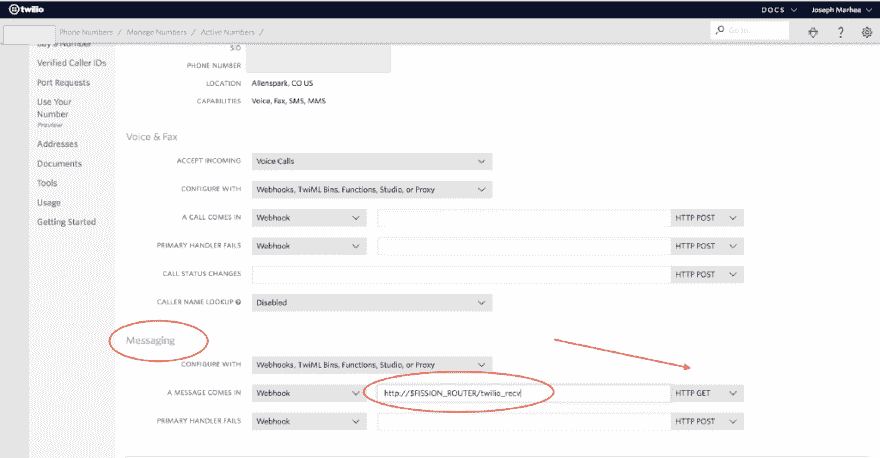 twilio DOCS Joseph Marhee
Phone Numbers / Manage Numbers / Active Numbers / Go to...
Buy a Number
Verified Caller IDs
Port Requests
Use Your
Number
Preview
Addresses
Documents
Tools
Usage
Getting Started
SID
PHONE NUMBER
LOCATION Allenspark, CO US
CAPABILITIES Voice, Fax, SMS, MMS
Voice & Fax
ACCEPT INCOMING Voice Calls
CONFIGURE WITH Webhooks, TwiML Bins, Functions, Studio, or Proxy
A CALL COMES IN Webhook HTTP POST
PRIMARY HANDLER FAILS Webhook HTTP POST
CALL STATUS CHANGES HTTP POST
CALLER NAME LOOKUP Disabled
Messaging
CONFIGURE WITH Webhooks, TwiML Bins, Functions, Studio, or Proxy
A MESSAGE COMES IN Webhook http://$FISSION_ROUTER/twilio_recv HTTP GET
PRIMARY HANDLER FAILS Webhook HTTP POST